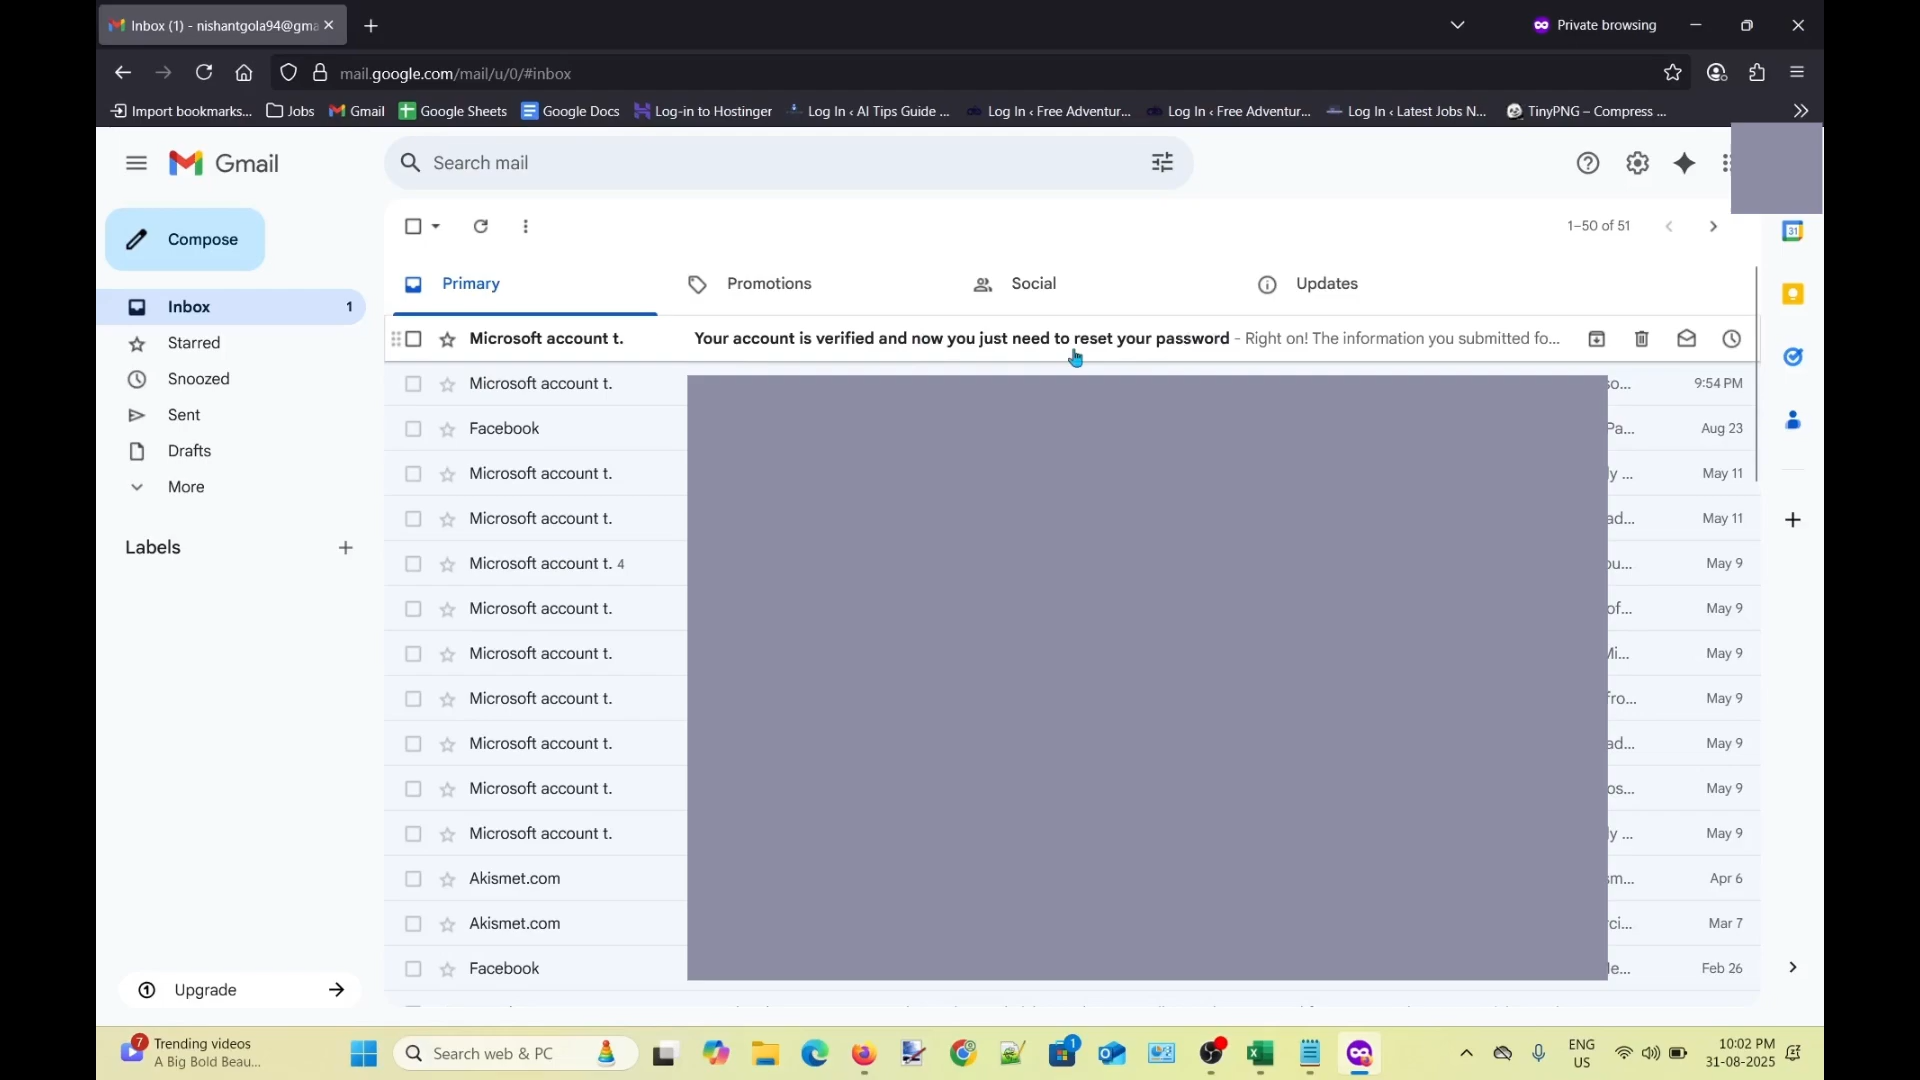 Inbox (1) - nishantgola94@gma
Private browsing
mail.google.com/mail/u/0/#inbox
Import bookmarks... Jobs Gmail Google Sheets Google Docs Log-in to Hostinger Log In ‹ AI Tips Guide ... Log In ‹ Free Adventur... Log In ‹ Free Adventur... Log In ‹ Latest Jobs N... TinyPNG – Compress ...
Gmail
Search mail
Compose
1–50 of 51
Primary Promotions Social Updates
Inbox 1
Starred
Snoozed
Sent
Drafts
More
Labels
Upgrade
Microsoft account t. Your account is verified and now you just need to reset your password - Right on! The information you submitted fo...
Microsoft account t. 9:54 PM
Facebook Aug 23
Microsoft account t. May 11
Microsoft account t. May 11
Microsoft account t. 4 May 9
Microsoft account t. May 9
Microsoft account t. May 9
Microsoft account t. May 9
Microsoft account t. May 9
Microsoft account t. May 9
Microsoft account t. May 9
Akismet.com Apr 6
Akismet.com Mar 7
Facebook Feb 26
7 Trending videos
A Big Bold Beau...
Search web & PC
1
ENG
US
10:02 PM
31-08-2025